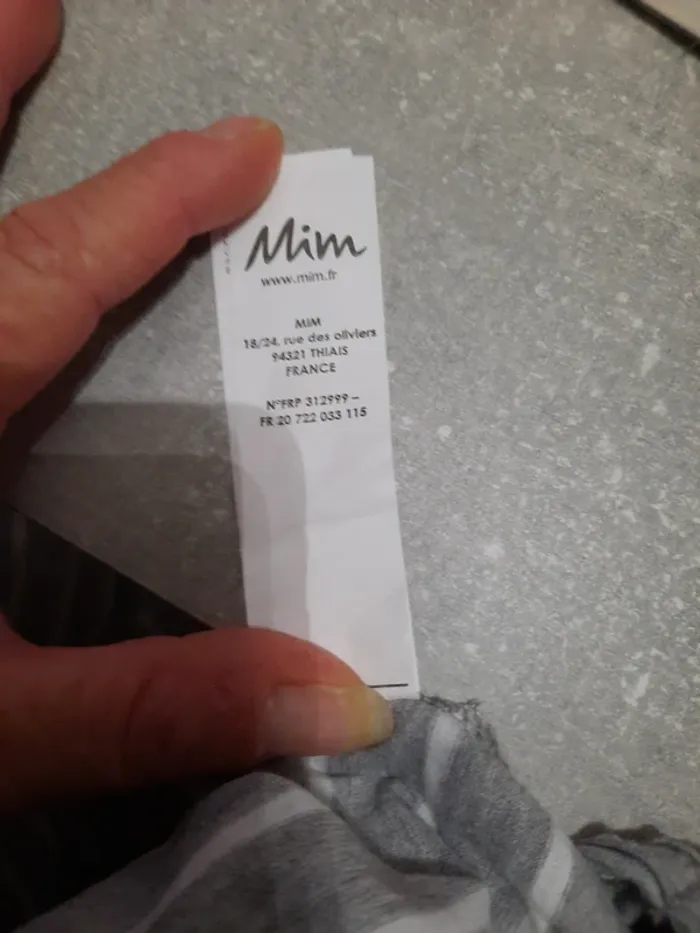 Mim
www.mim.fr
MIM
18/24, rue des oliviers
94321 THIAIS
FRANCE
N°FRP 312999 –
FR 20 722 033 115